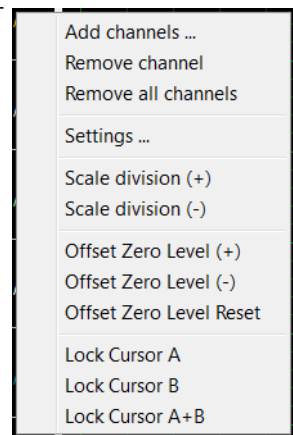 Add channels ...
Remove channel
Remove all channels
Settings ...
Scale division (+)
Scale division (-)
Offset Zero Level (+)
Offset Zero Level (-)
Offset Zero Level Reset
Lock Cursor A
Lock Cursor B
Lock Cursor A+B